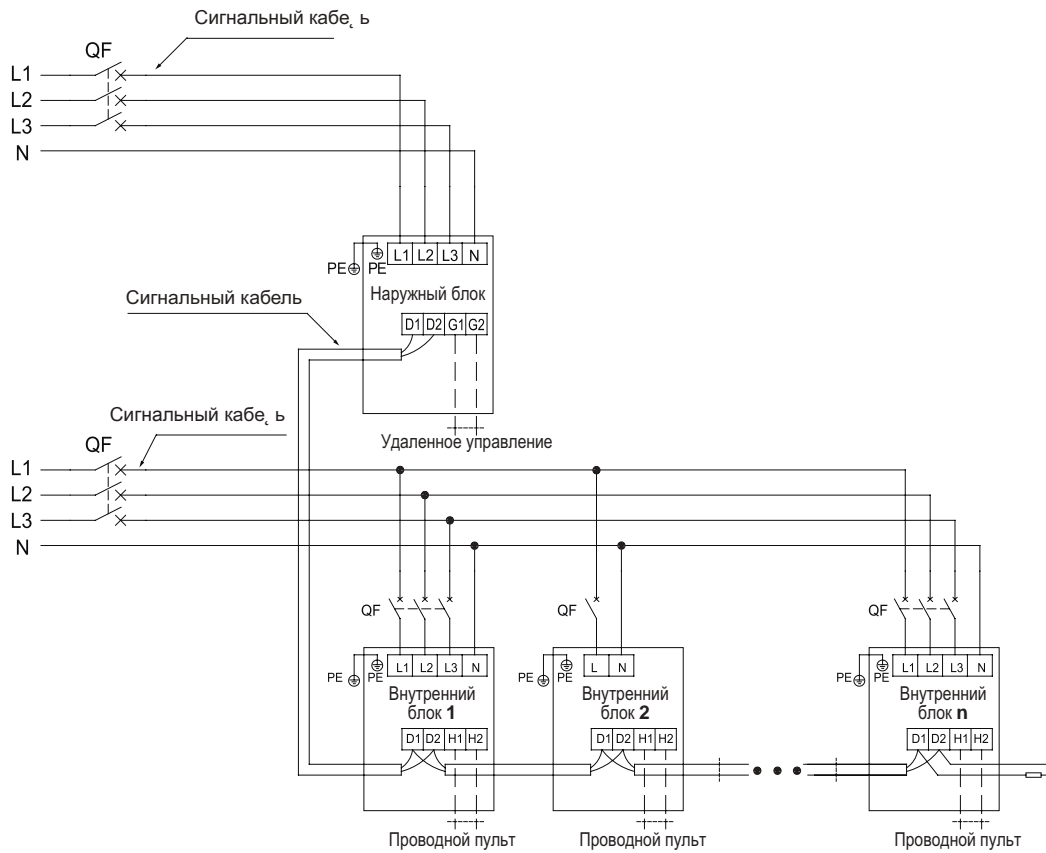 Сигнальный кабе˛ ь
QF
L1
L2
L3
N
L1 L2 L3 N
PE PE
Наружный блок
Сигнальный кабель
D1 D2 G1 G2
Сигнальный кабе˛ ь
Удаленное управление
QF
L1
L2
L3
N
QF QF QF
L1 L2 L3 N L N L1 L2 L3 N
PE PE PE PE PE PE
Внутренний Внутренний Внутренний
блок 1 блок 2 блок n
D1 D2 H1 H2 D1 D2 H1 H2 D1 D2 H1 H2
Проводной пульт Проводной пульт Проводной пульт